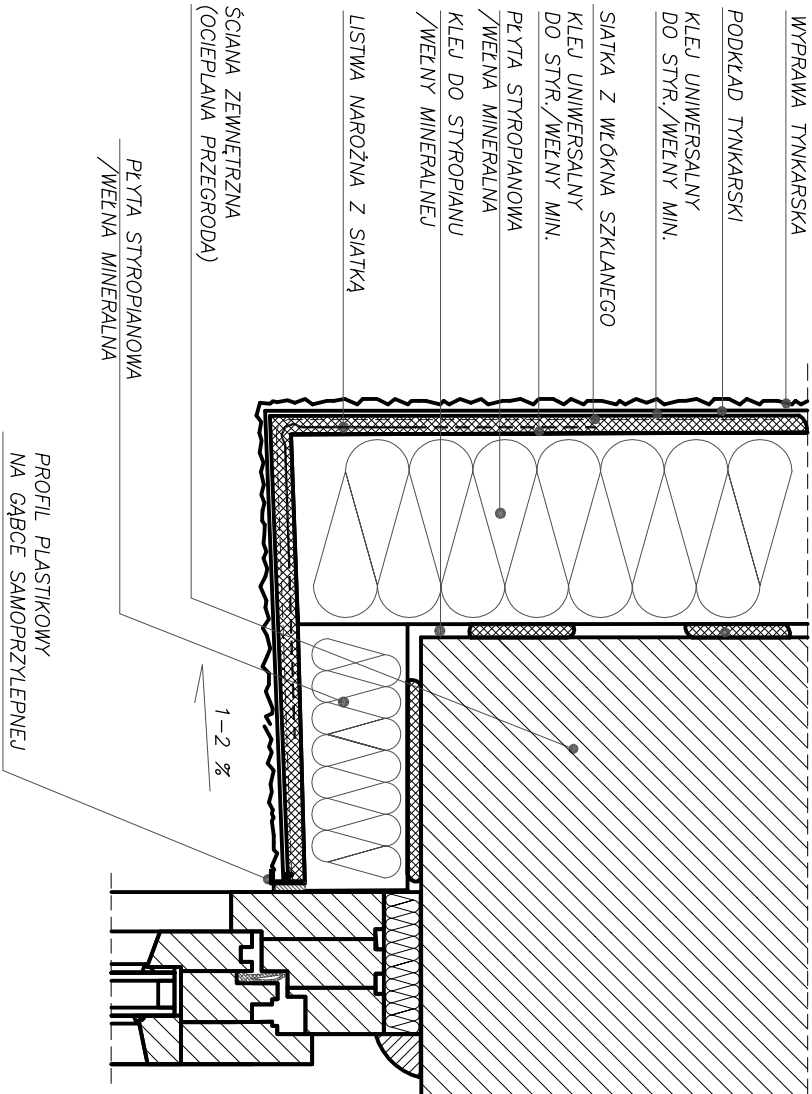 WYPRAWA TYNKARSKA
PODKŁAD TYNKARSKI
KLEJ UNIWERSALNY
DO STYR./WEŁNY MIN.
SIATKA Z WŁÓKNA SZKLANEGO
KLEJ UNIWERSALNY
DO STYR./WEŁNY MIN.
PŁYTA STYROPIANOWA
/WEŁNA MINERALNA
KLEJ DO STYROPIANU
/WEŁNY MINERALNEJ
LISTWA NAROŻNA Z SIATKĄ
ŚCIANA ZEWNĘTRZNA
(OCIEPLANA PRZEGRODA)
PŁYTA STYROPIANOWA
/WEŁNA MINERALNA
PROFIL PLASTIKOWY
NA GĄBCE SAMOPRZYLEPNEJ
1-2 %